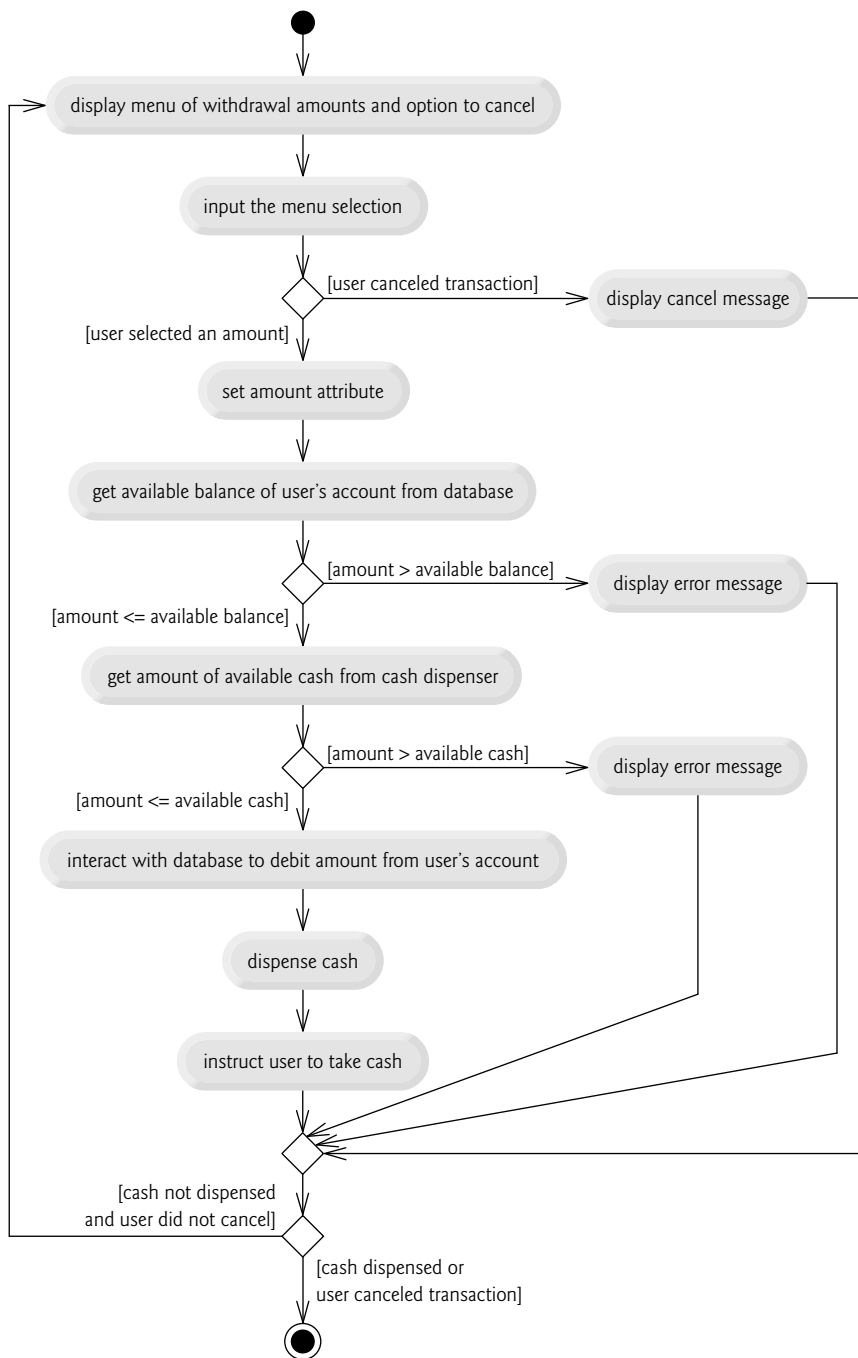 display menu of withdrawal amounts and option to cancel
input the menu selection
[user canceled transaction]
display cancel message
[user selected an amount]
set amount attribute
get available balance of user's account from database
[amount > available balance]
display error message
[amount <= available balance]
get amount of available cash from cash dispenser
[amount > available cash]
display error message
[amount <= available cash]
interact with database to debit amount from user's account
dispense cash
instruct user to take cash
[cash not dispensed
and user did not cancel]
[cash dispensed or
user canceled transaction]